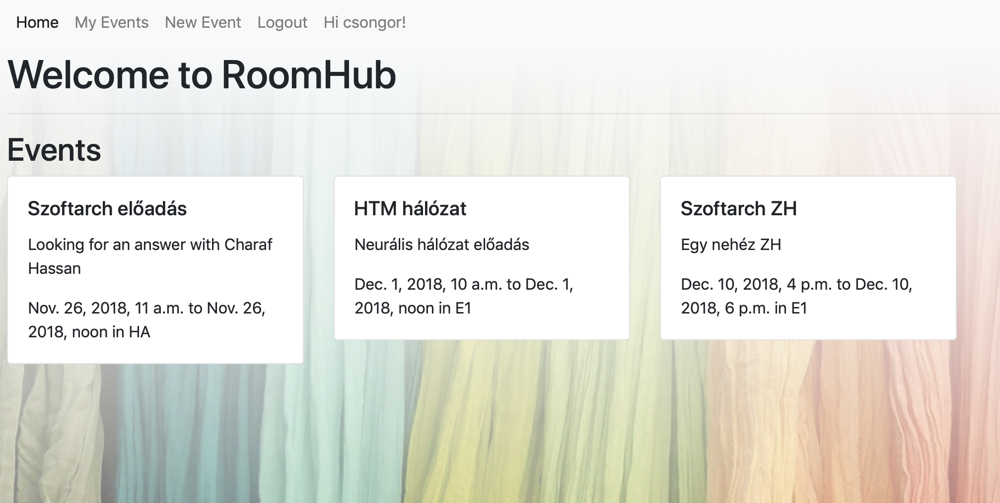 Home My Events New Event Logout Hi csongor!
Welcome to RoomHub
Events
Szoftarch előadás
Looking for an answer with Charaf
Hassan
Nov. 26, 2018, 11 a.m. to Nov. 26,
2018, noon in HA
HTM hálózat
Neurális hálózat előadás
Dec. 1, 2018, 10 a.m. to Dec. 1,
2018, noon in E1
Szoftarch ZH
Egy nehéz ZH
Dec. 10, 2018, 4 p.m. to Dec. 10,
2018, 6 p.m. in E1